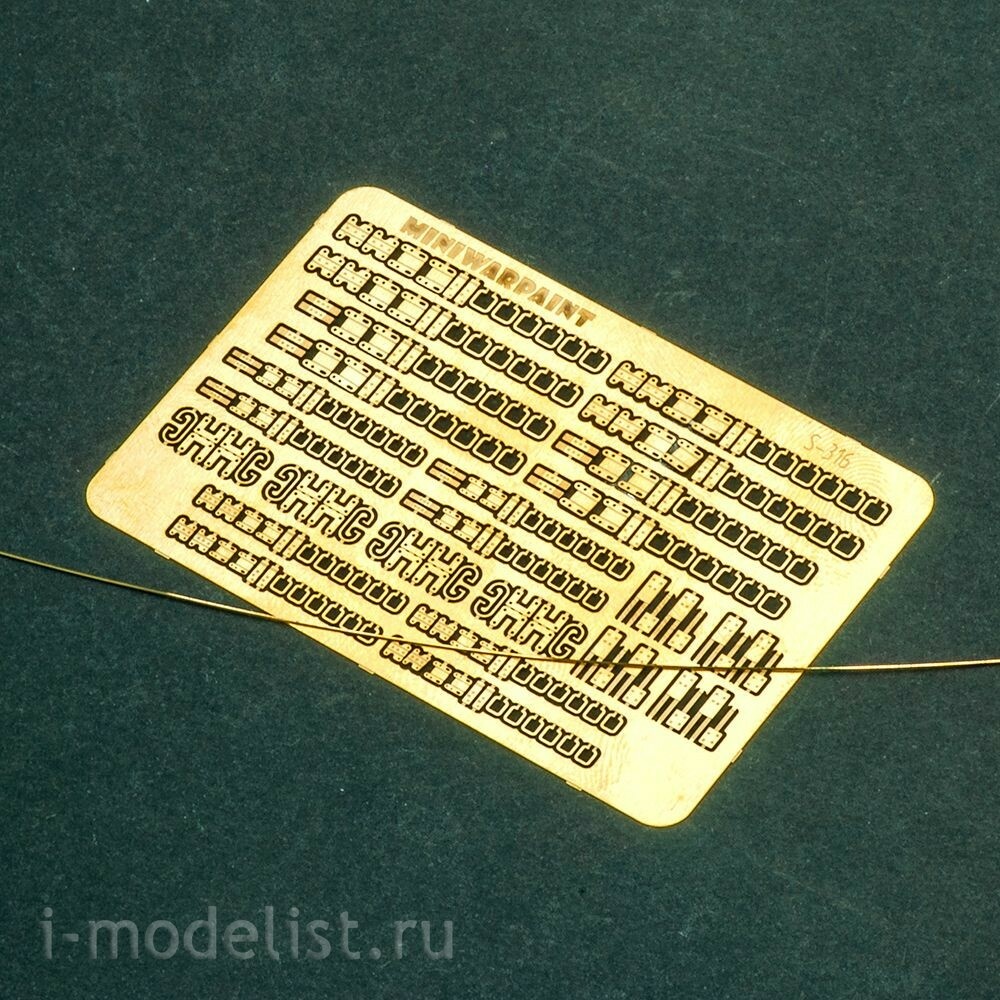 MINIWARPAINT
S-316
i-modelist.ru